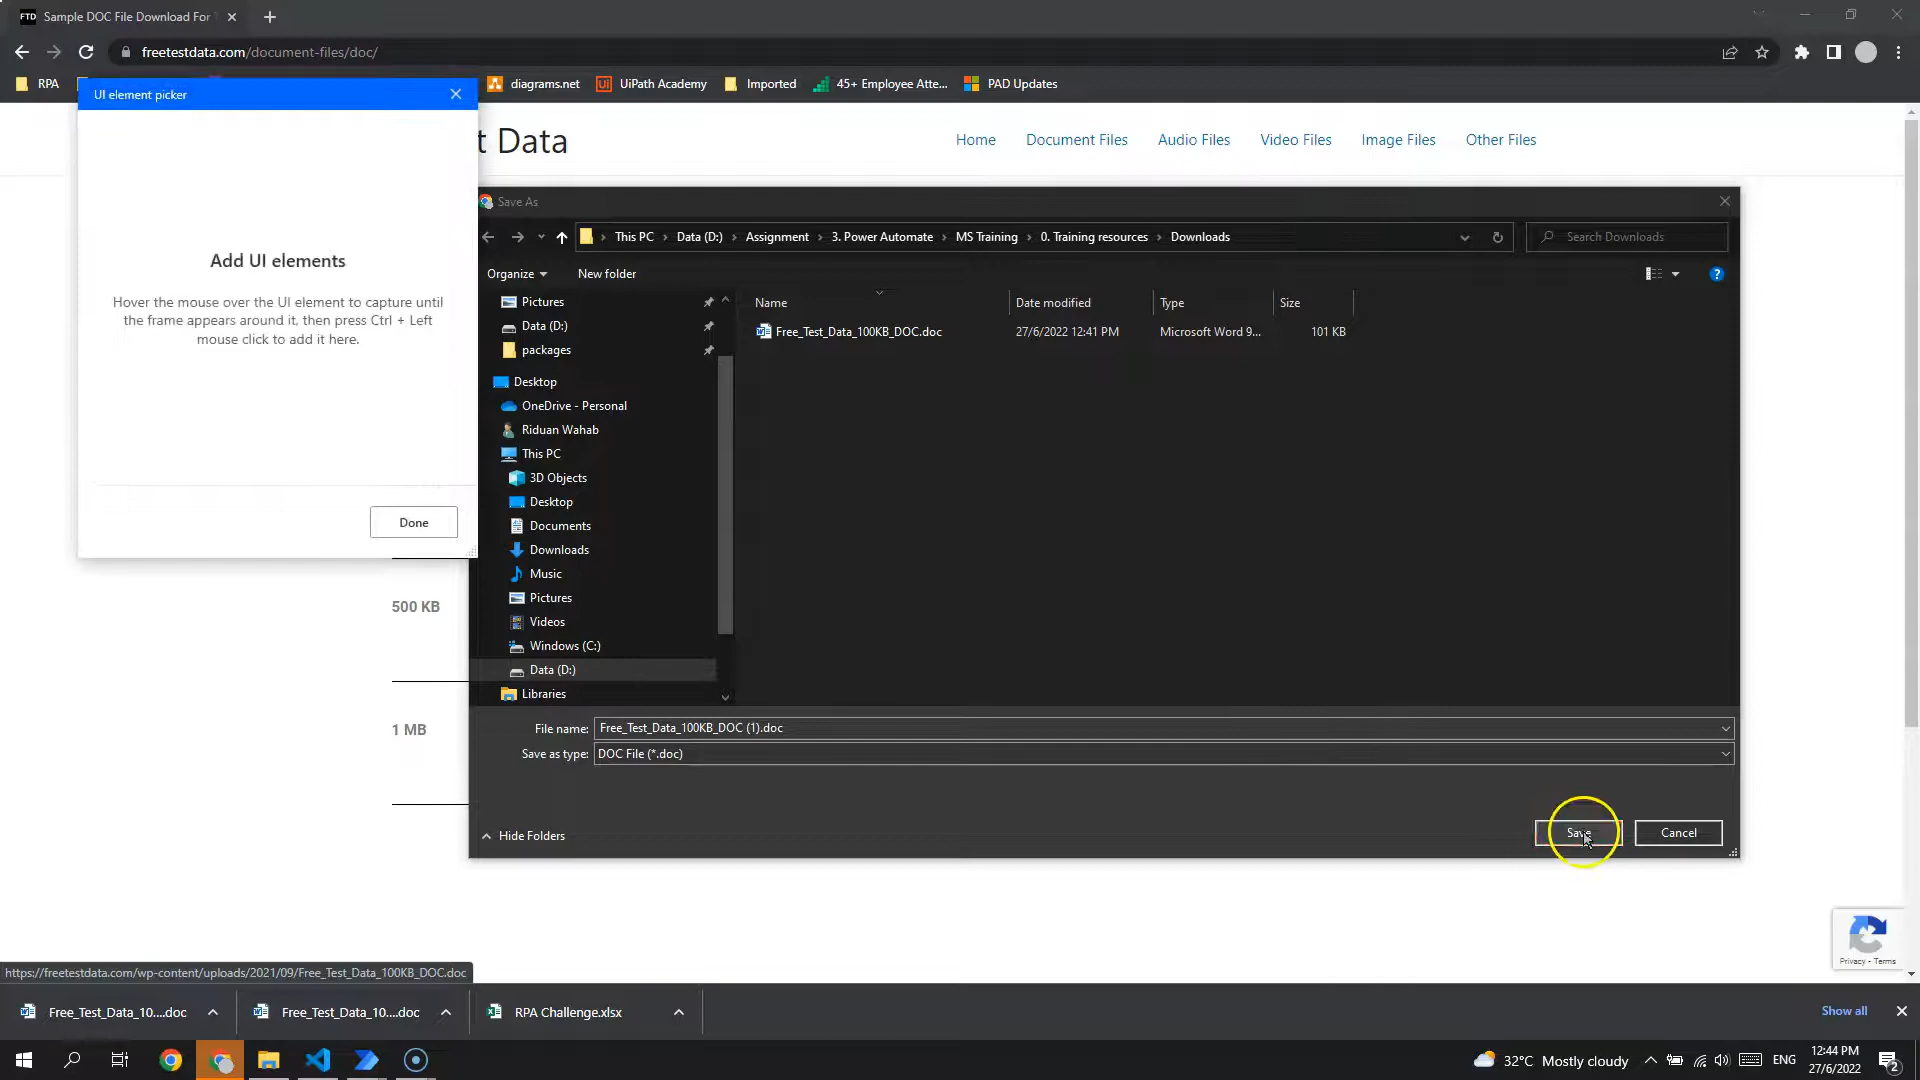 FTD Sample DOC File Download For
freetestdata.com/document-files/doc/
RPA
diagrams.net
UiPath Academy
Imported
45+ Employee Atte...
PAD Updates
UI element picker
t Data
Home
Document Files
Audio Files
Video Files
Image Files
Other Files
Add UI elements
Hover the mouse over the UI element to capture until
the frame appears around it, then press Ctrl + Left
mouse click to add it here.
Done
Save As
This PC > Data (D:) > Assignment > 3. Power Automate > MS Training > 0. Training resources > Downloads
Search Downloads
Organize
New folder
Name
Date modified
Type
Size
Free_Test_Data_100KB_DOC.doc
27/6/2022 12:41 PM
Microsoft Word 9...
101 KB
Pictures
Data (D:)
packages
Desktop
OneDrive - Personal
Riduan Wahab
This PC
3D Objects
Desktop
Documents
Downloads
Music
Pictures
Videos
Windows (C:)
Data (D:)
Libraries
500 KB
1 MB
File name: Free_Test_Data_100KB_DOC (1).doc
Save as type: DOC File (*.doc)
Hide Folders
Save
Cancel
Privacy - Terms
https://freetestdata.com/wp-content/uploads/2021/09/Free_Test_Data_100KB_DOC.doc
Free_Test_Data_10....doc
Free_Test_Data_10....doc
RPA Challenge.xlsx
Show all
32°C Mostly cloudy
ENG
12:44 PM
27/6/2022
2